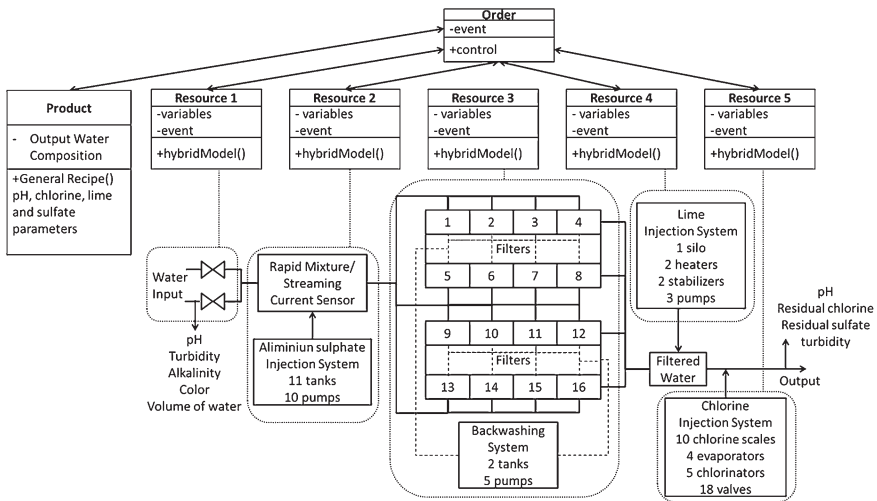 Order
-event
+control
Product
- Output Water
Composition
+General Recipe()
pH, chlorine, lime
and sulfate
parameters
Resource 1
-variables
-event
+hybridModel()
Resource 2
- variables
-event
+hybridModel()
Resource 3
-variables
-event
+hybridModel()
Resource 4
- variables
-event
+hybridModel()
Resource 5
- variables
-event
+hybridModel()
Water
Input
pH
Turbidity
Alkalinity
Color
Volume of water
Rapid Mixture/
Streaming
Current Sensor
Aliminiun sulphate
Injection System
11 tanks
10 pumps
1 2 3 4
Filters
5 6 7 8
9 10 11 12
Filters
13 14 15 16
Backwashing
System
2 tanks
5 pumps
Lime
Injection System
1 silo
2 heaters
2 stabilizers
3 pumps
Filtered
Water
pH
Residual chlorine
Residual sulfate
turbidity
Output
Chlorine
Injection System
10 chlorine scales
4 evaporators
5 chlorinators
18 valves